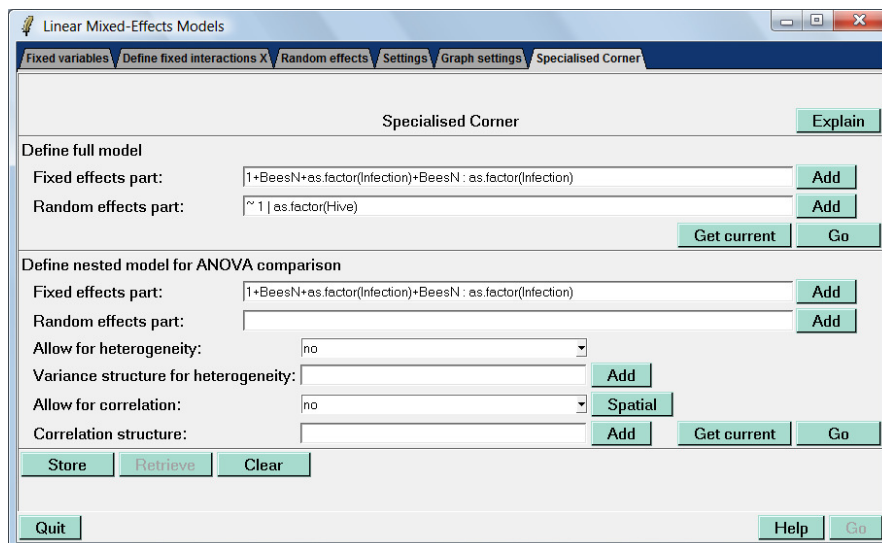 Linear Mixed-Effects Models
Fixed variables Define fixed interactions X Random effects Settings Graph settings Specialised Corner
Specialised Corner Explain
Define full model
Fixed effects part: 1+BeesN+as.factor(Infection)+BeesN : as.factor(Infection) Add
Random effects part: ~ 1 | as.factor(Hive) Add
Get current Go
Define nested model for ANOVA comparison
Fixed effects part: 1+BeesN+as.factor(Infection)+BeesN : as.factor(Infection) Add
Random effects part: Add
Allow for heterogeneity: no
Variance structure for heterogeneity: Add
Allow for correlation: no Spatial
Correlation structure: Add Get current Go
Store Retrieve Clear
Quit Help Go